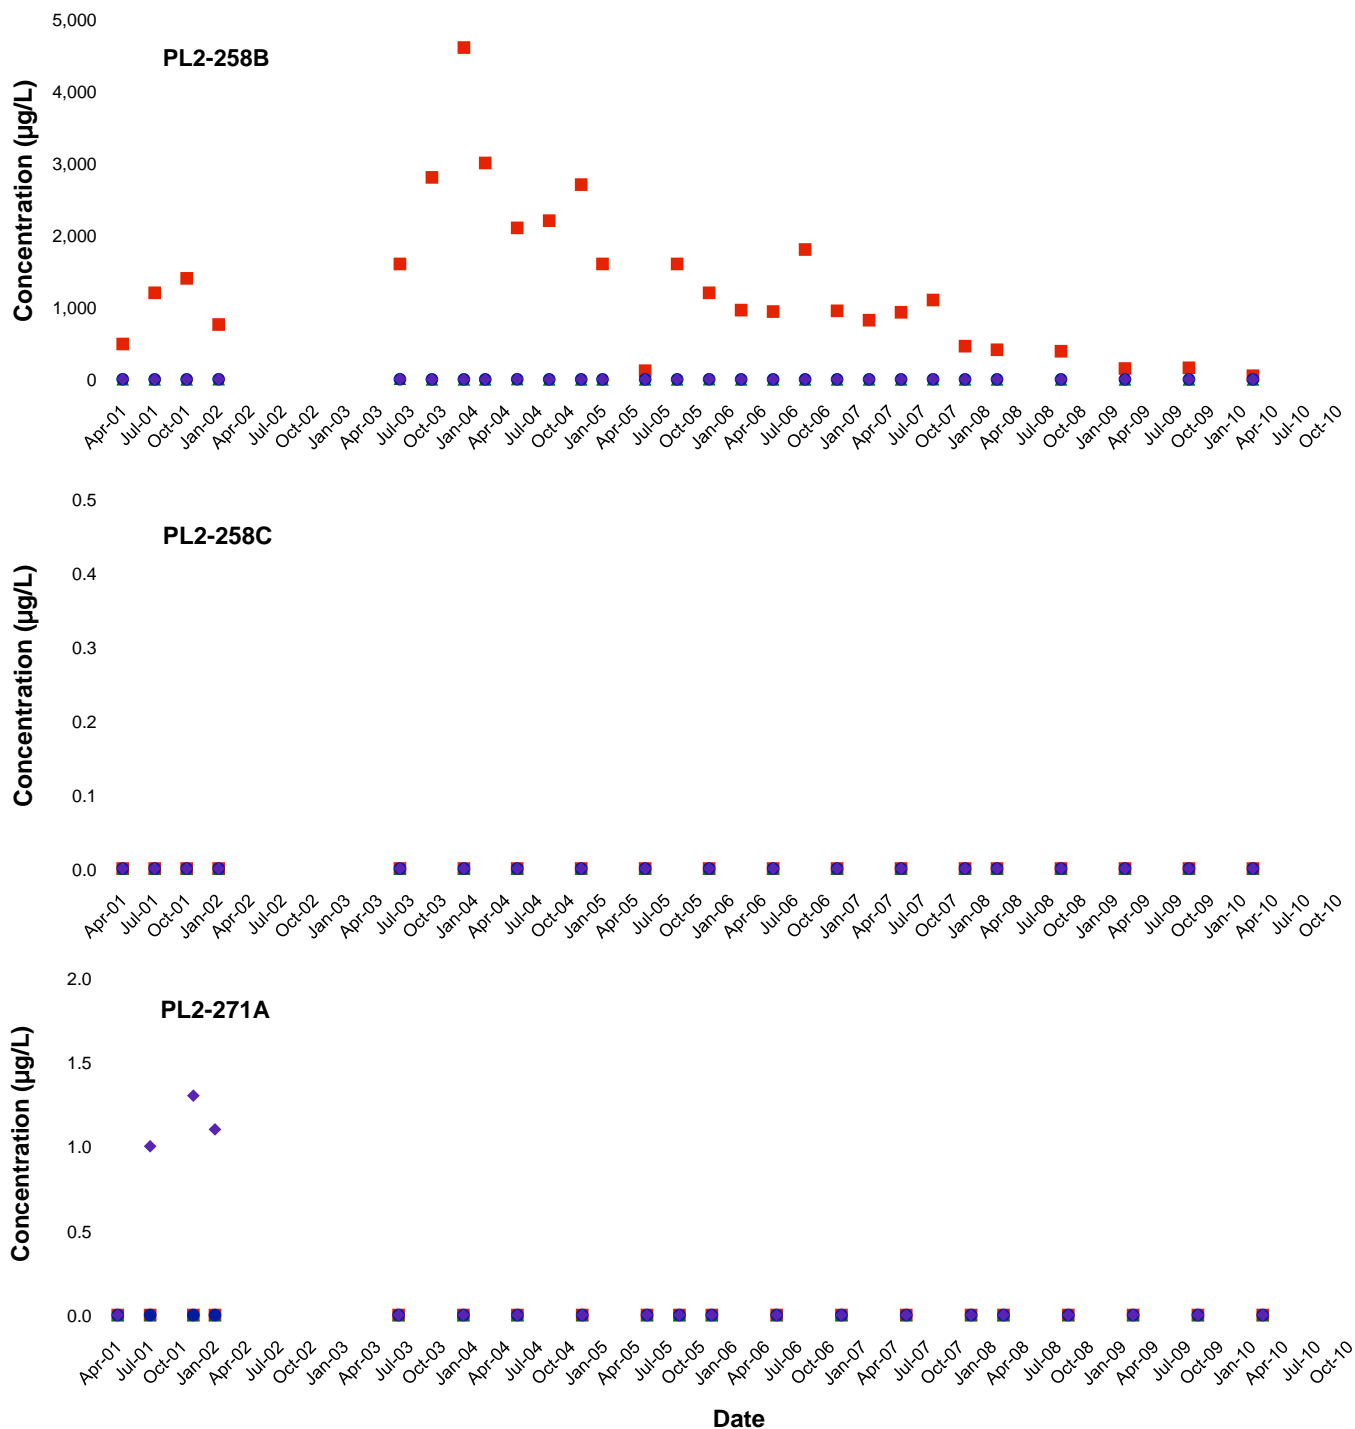 5,000
PL2-258B
4,000
3,000
2,000
1,000
0
Concentration (µg/L)
Apr-01 Jul-01 Oct-01 Jan-02 Apr-02 Jul-02 Oct-02 Jan-03 Apr-03 Jul-03 Oct-03 Jan-04 Apr-04 Jul-04 Oct-04 Jan-05 Apr-05 Jul-05 Oct-05 Jan-06 Apr-06 Jul-06 Oct-06 Jan-07 Apr-07 Jul-07 Oct-07 Jan-08 Apr-08 Jul-08 Oct-08 Jan-09 Apr-09 Jul-09 Oct-09 Jan-10 Apr-10 Jul-10 Oct-10
0.5
PL2-258C
0.4
0.3
0.2
0.1
0.0
Concentration (µg/L)
Apr-01 Jul-01 Oct-01 Jan-02 Apr-02 Jul-02 Oct-02 Jan-03 Apr-03 Jul-03 Oct-03 Jan-04 Apr-04 Jul-04 Oct-04 Jan-05 Apr-05 Jul-05 Oct-05 Jan-06 Apr-06 Jul-06 Oct-06 Jan-07 Apr-07 Jul-07 Oct-07 Jan-08 Apr-08 Jul-08 Oct-08 Jan-09 Apr-09 Jul-09 Oct-09 Jan-10 Apr-10 Jul-10 Oct-10
2.0
PL2-271A
1.5
1.0
0.5
0.0
Concentration (µg/L)
Apr-01 Jul-01 Oct-01 Jan-02 Apr-02 Jul-02 Oct-02 Jan-03 Apr-03 Jul-03 Oct-03 Jan-04 Apr-04 Jul-04 Oct-04 Jan-05 Apr-05 Jul-05 Oct-05 Jan-06 Apr-06 Jul-06 Oct-06 Jan-07 Apr-07 Jul-07 Oct-07 Jan-08 Apr-08 Jul-08 Oct-08 Jan-09 Apr-09 Jul-09 Oct-09 Jan-10 Apr-10 Jul-10 Oct-10
Date